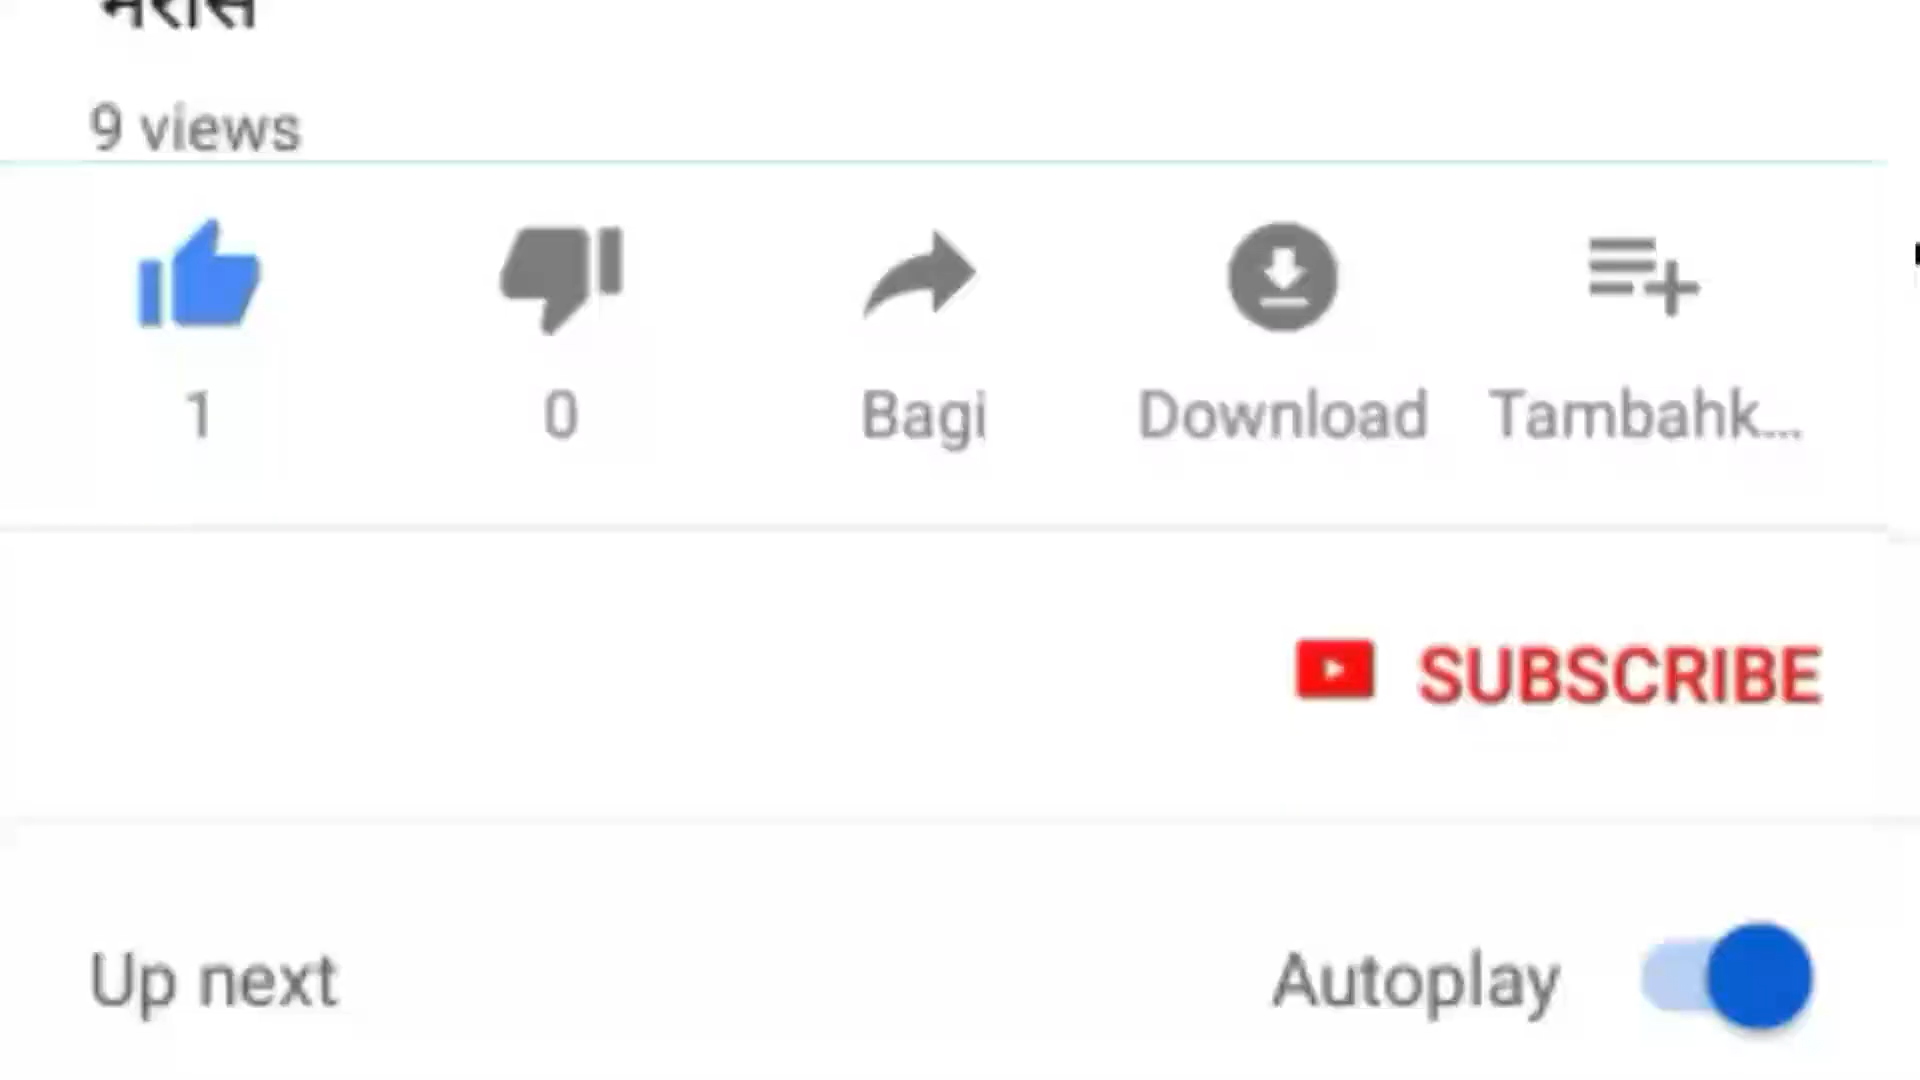 9 views
1
0
Bagi
Download
Tambahk...
SUBSCRIBE
Up next
Autoplay